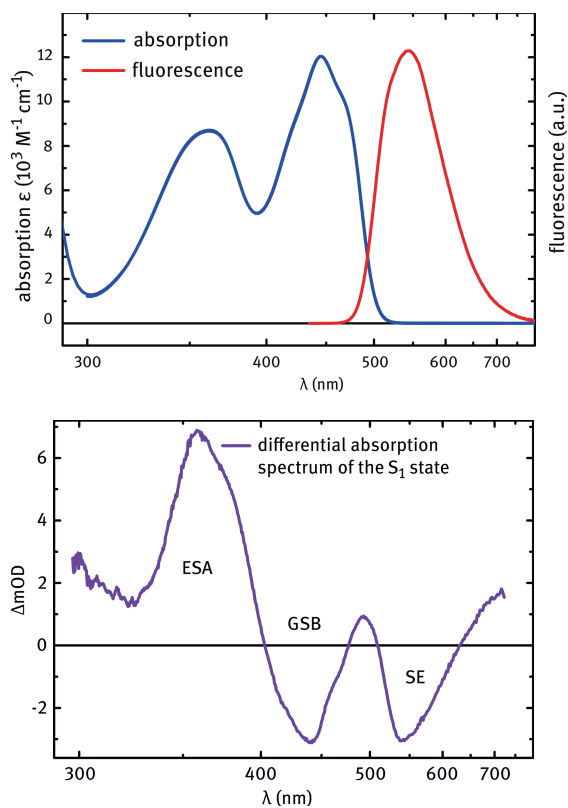 absorption
fluorescence
absorption ε (10³ M⁻¹ cm⁻¹)
fluorescence (a.u.)
12
10
8
6
4
2
0
300 400 500 600 700
λ (nm)
differential absorption
spectrum of the S₁ state
ΔmOD
6
4
2
0
-2
ESA
GSB
SE
300 400 500 600 700
λ (nm)